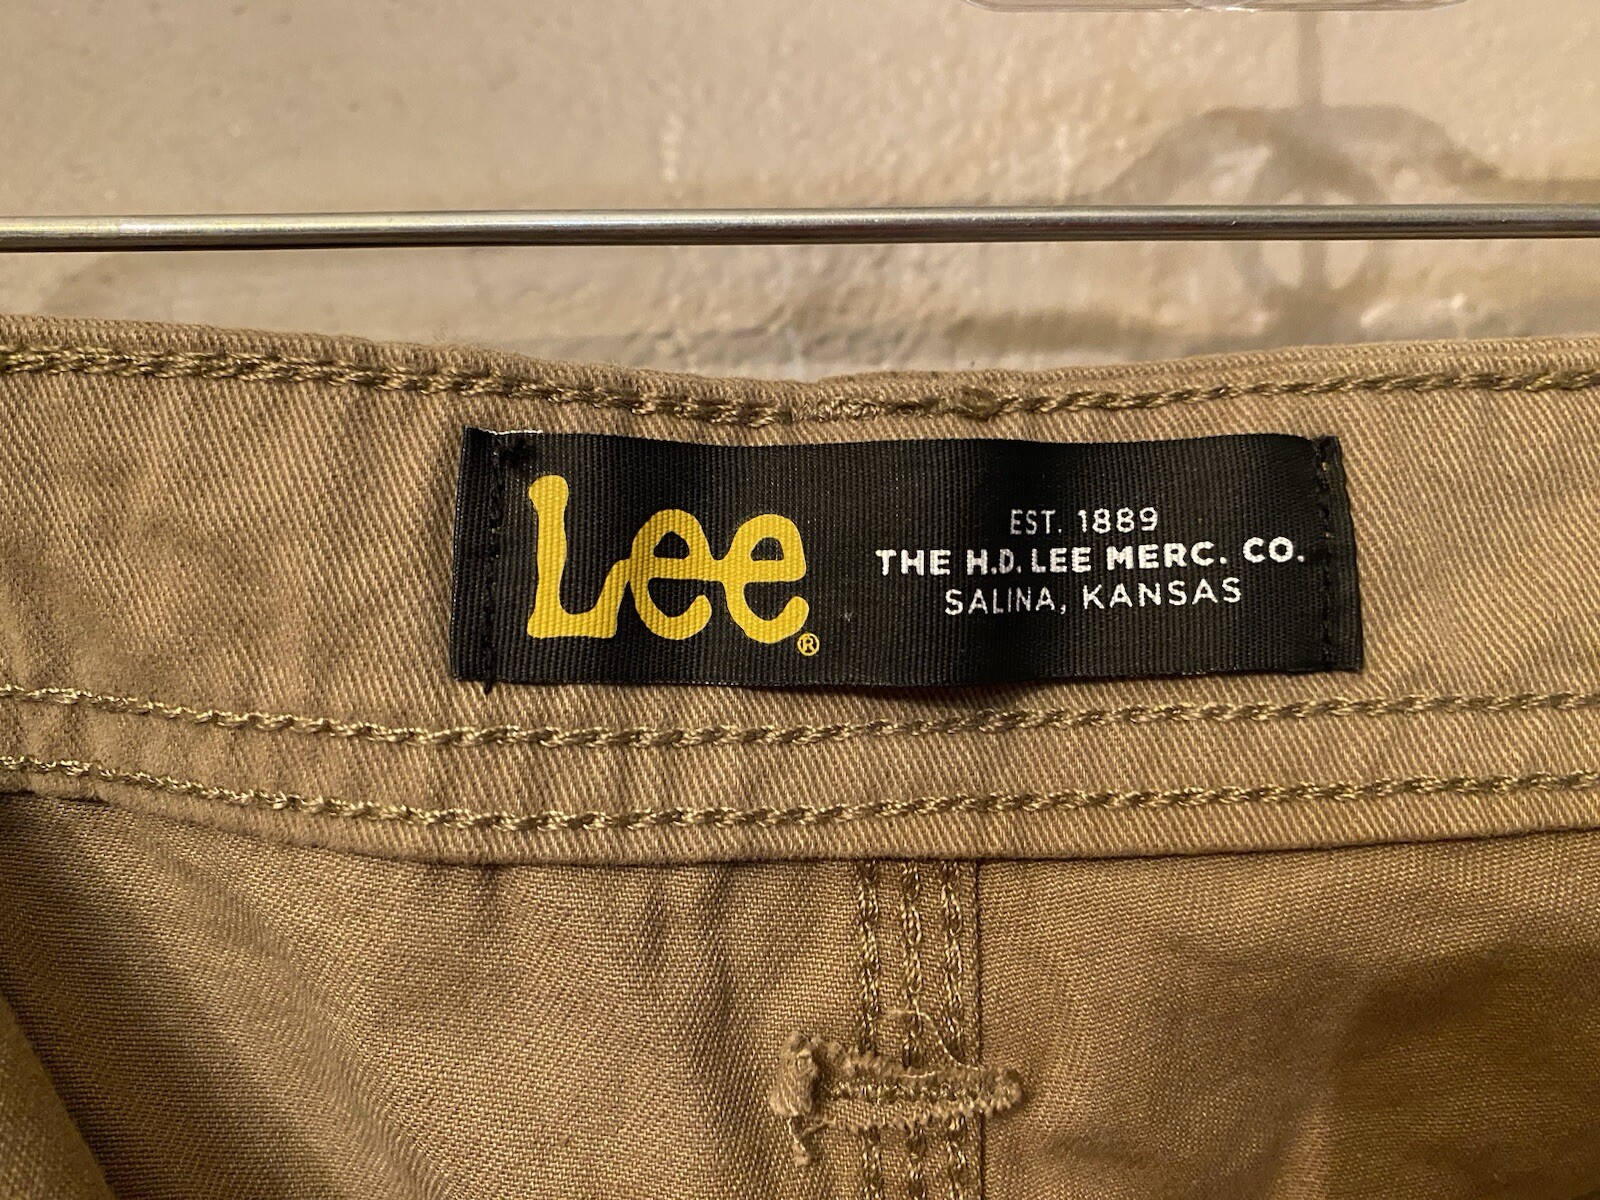 Lee®
EST. 1889
THE H.D. LEE MERC. CO.
SALINA, KANSAS